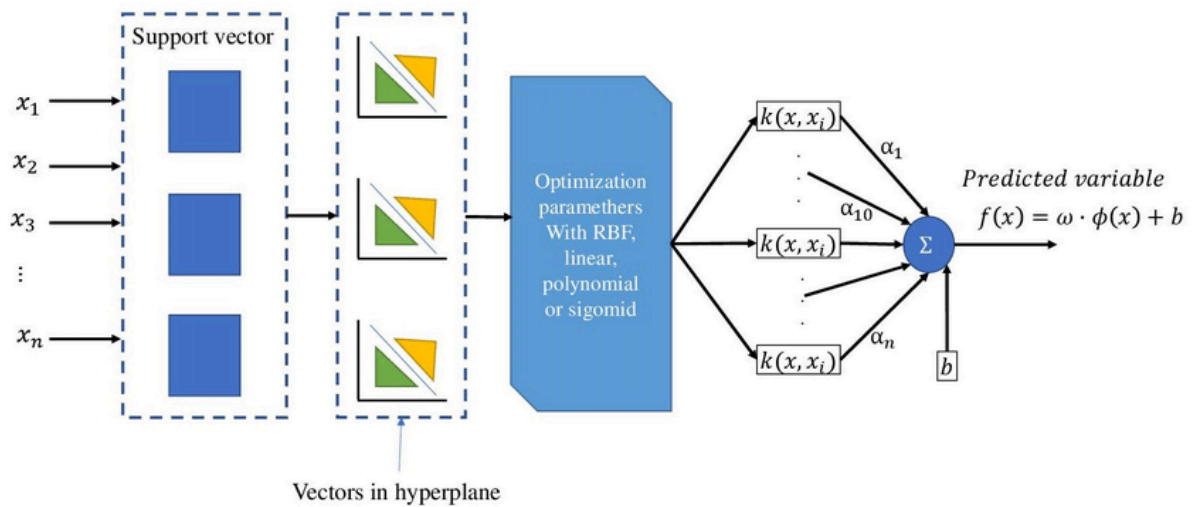 Support vector
x₁
x₂
x₃
⋮
xₙ
Vectors in hyperplane
Optimization
paramethers
With RBF,
linear,
polynomial
or sigomid
k(x, xᵢ)
k(x, xᵢ)
k(x, xᵢ)
α₁
α₁₀
αₙ
Σ
b
Predicted variable
f(x) = ω · ϕ(x) + b